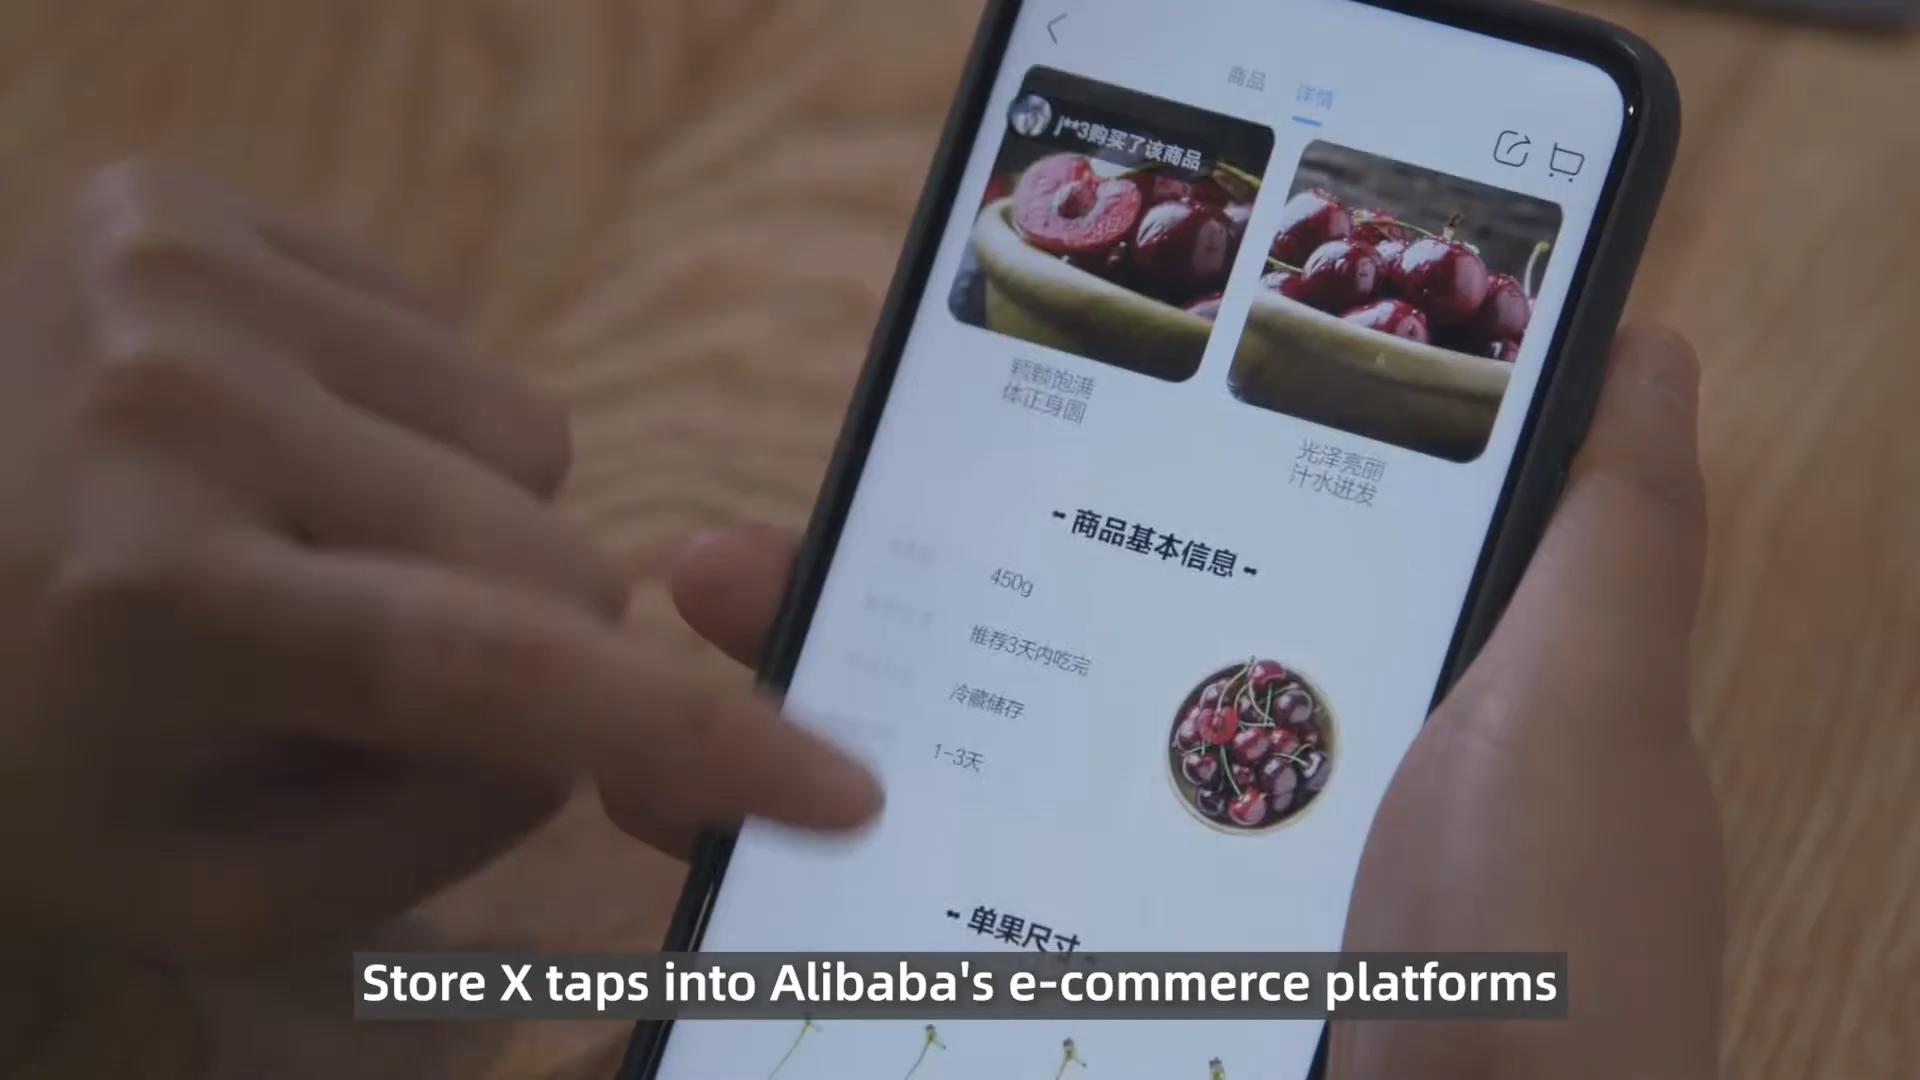 商品 详情
j**3购买了该商品
颗颗饱满
体正身圆
光泽亮丽
汁水迸发
商品基本信息
450g
推荐3天内吃完
冷藏储存
1-3天
单果尺寸
Store X taps into Alibaba's e-commerce platforms